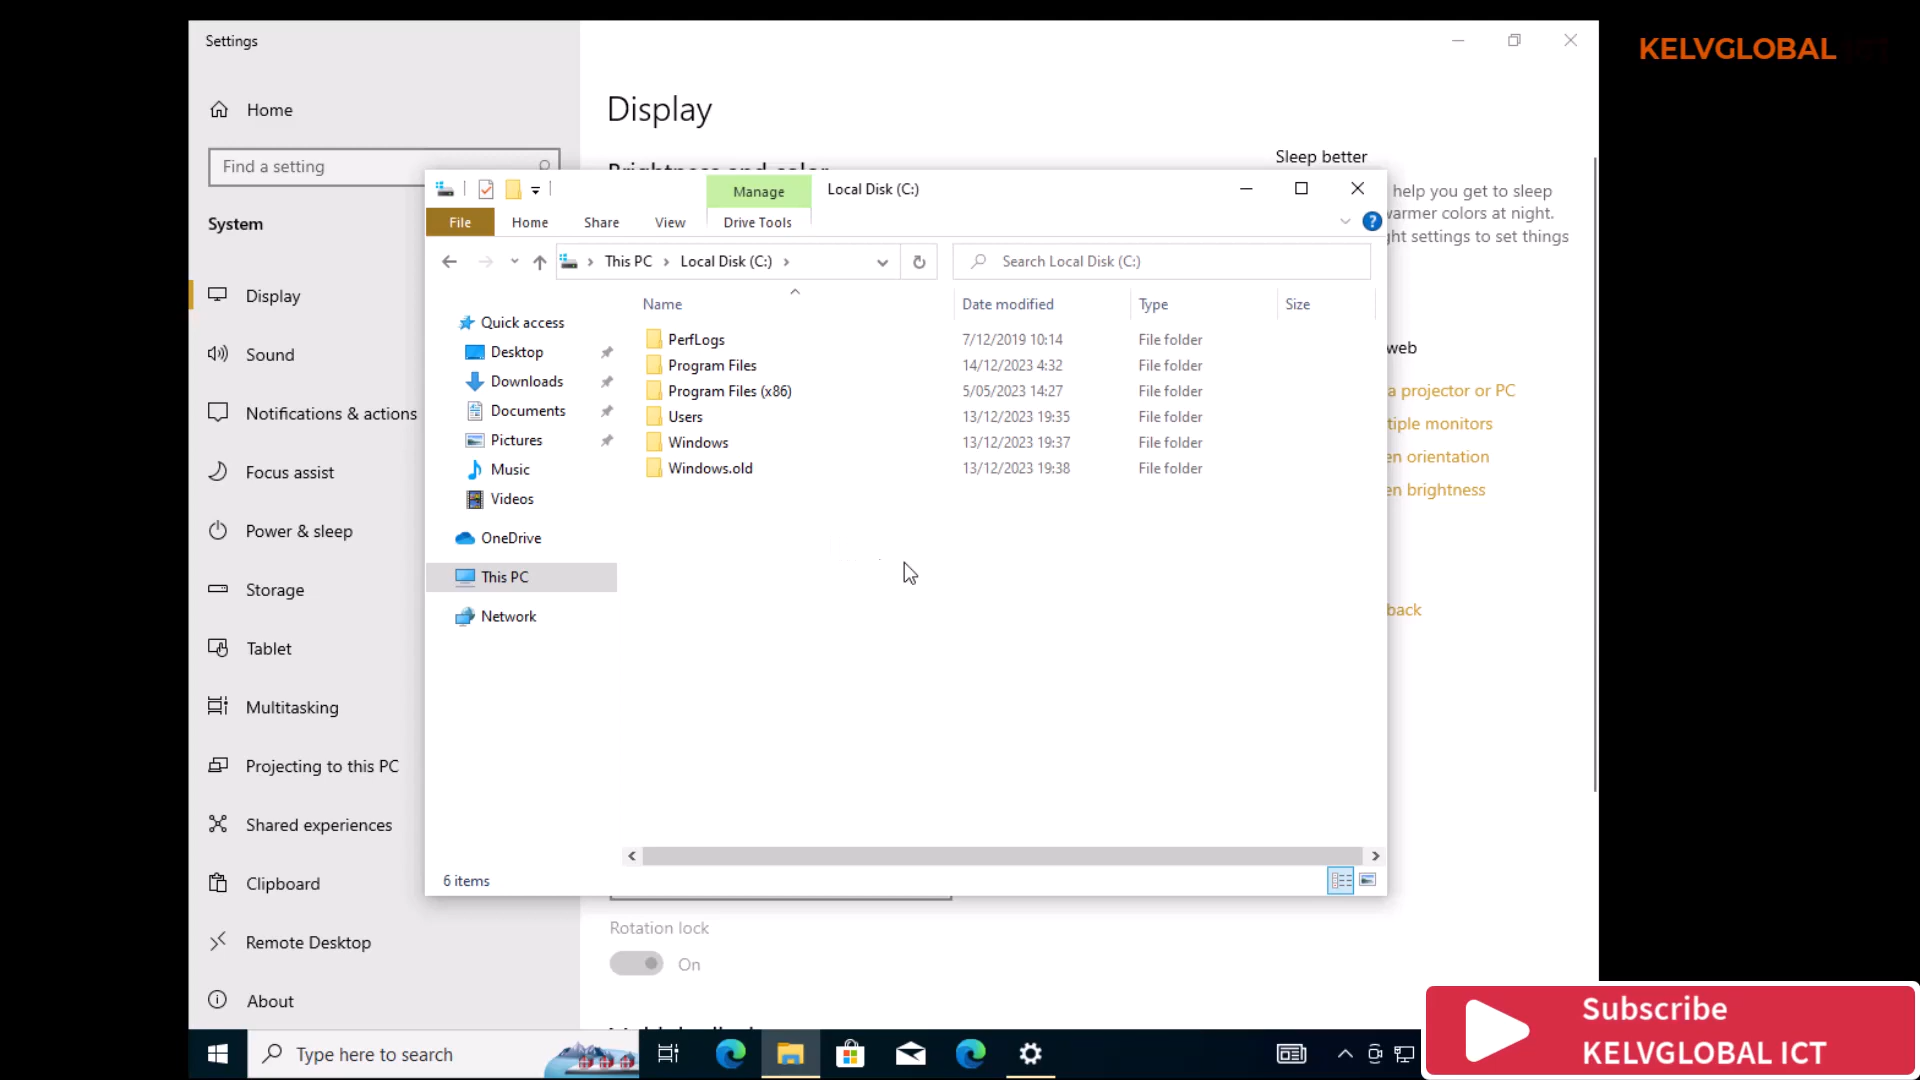 Settings
KELVGLOBAL ICT
Home
Find a setting
System
Display
Sound
Notifications & actions
Focus assist
Power & sleep
Storage
Tablet
Multitasking
Projecting to this PC
Shared experiences
Clipboard
Remote Desktop
About
Display
Brightness and color
Sleep better
help you get to sleep
warmer colors at night.
ght settings to set things
web
a projector or PC
tiple monitors
en orientation
en brightness
back
Manage
Local Disk (C:)
File
Home
Share
View
Drive Tools
This PC
Local Disk (C:)
Search Local Disk (C:)
Quick access
Desktop
Downloads
Documents
Pictures
Music
Videos
OneDrive
This PC
Network
Name Date modified Type Size
PerfLogs 7/12/2019 10:14 File folder
Program Files 14/12/2023 4:32 File folder
Program Files (x86) 5/05/2023 14:27 File folder
Users 13/12/2023 19:35 File folder
Windows 13/12/2023 19:37 File folder
Windows.old 13/12/2023 19:38 File folder
6 items
Rotation lock
On
Type here to search
Subscribe
KELVGLOBAL ICT